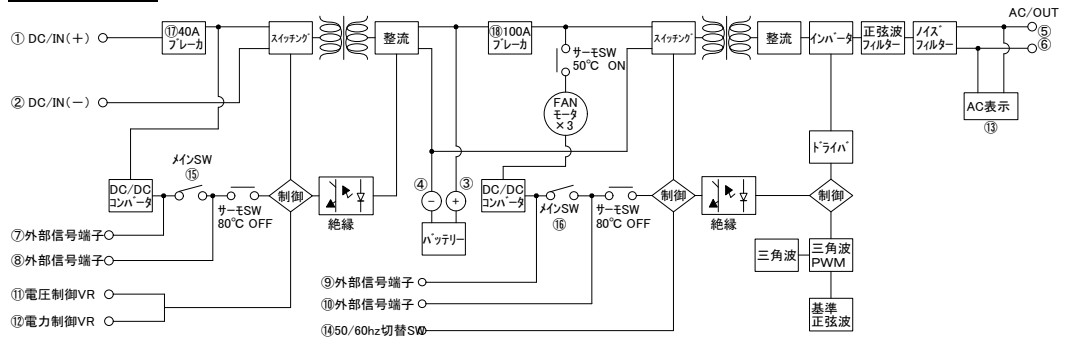 ① DC/IN(+)
⑰40A
ブレーカ
スイッチング
整流
⑱100A
ブレーカ
サーモSW
50℃ ON
スイッチング
整流
インバータ
正弦波
フィルター
ノイズ
フィルター
AC/OUT
⑤
⑥
② DC/IN(-)
FAN
モータ
×3
AC表示
⑬
ドライバ
メインSW
⑮
DC/DC
コンバータ
サーモSW
80℃ OFF
制御
絶縁
④
③
-
+
バッテリー
DC/DC
コンバータ
メインSW
⑯
サーモSW
80℃ OFF
制御
絶縁
制御
⑦外部信号端子
⑧外部信号端子
⑨外部信号端子
⑩外部信号端子
三角波
三角波
PWM
基準
正弦波
⑪電圧制御VR
⑫電力制御VR
⑭50/60hz切替SW